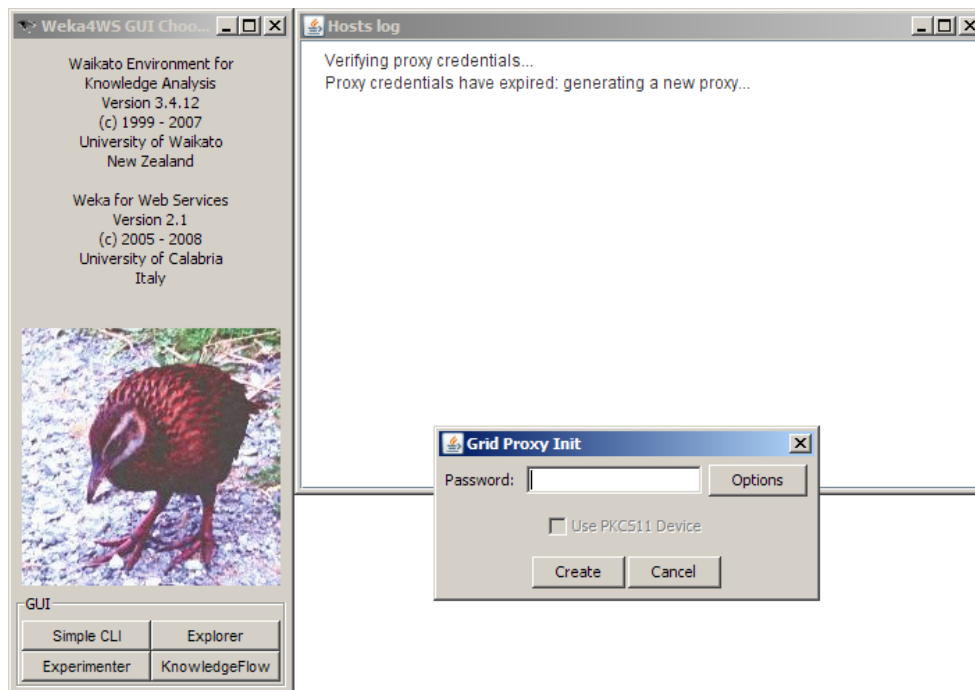 Weka4WS GUI Choo...
Waikato Environment for
Knowledge Analysis
Version 3.4.12
(c) 1999 - 2007
University of Waikato
New Zealand
Weka for Web Services
Version 2.1
(c) 2005 - 2008
University of Calabria
Italy
GUI
Simple CLI
Explorer
Experimenter
KnowledgeFlow
Hosts log
Verifying proxy credentials...
Proxy credentials have expired: generating a new proxy...
Grid Proxy Init
Password:
Options
Use PKCS11 Device
Create
Cancel